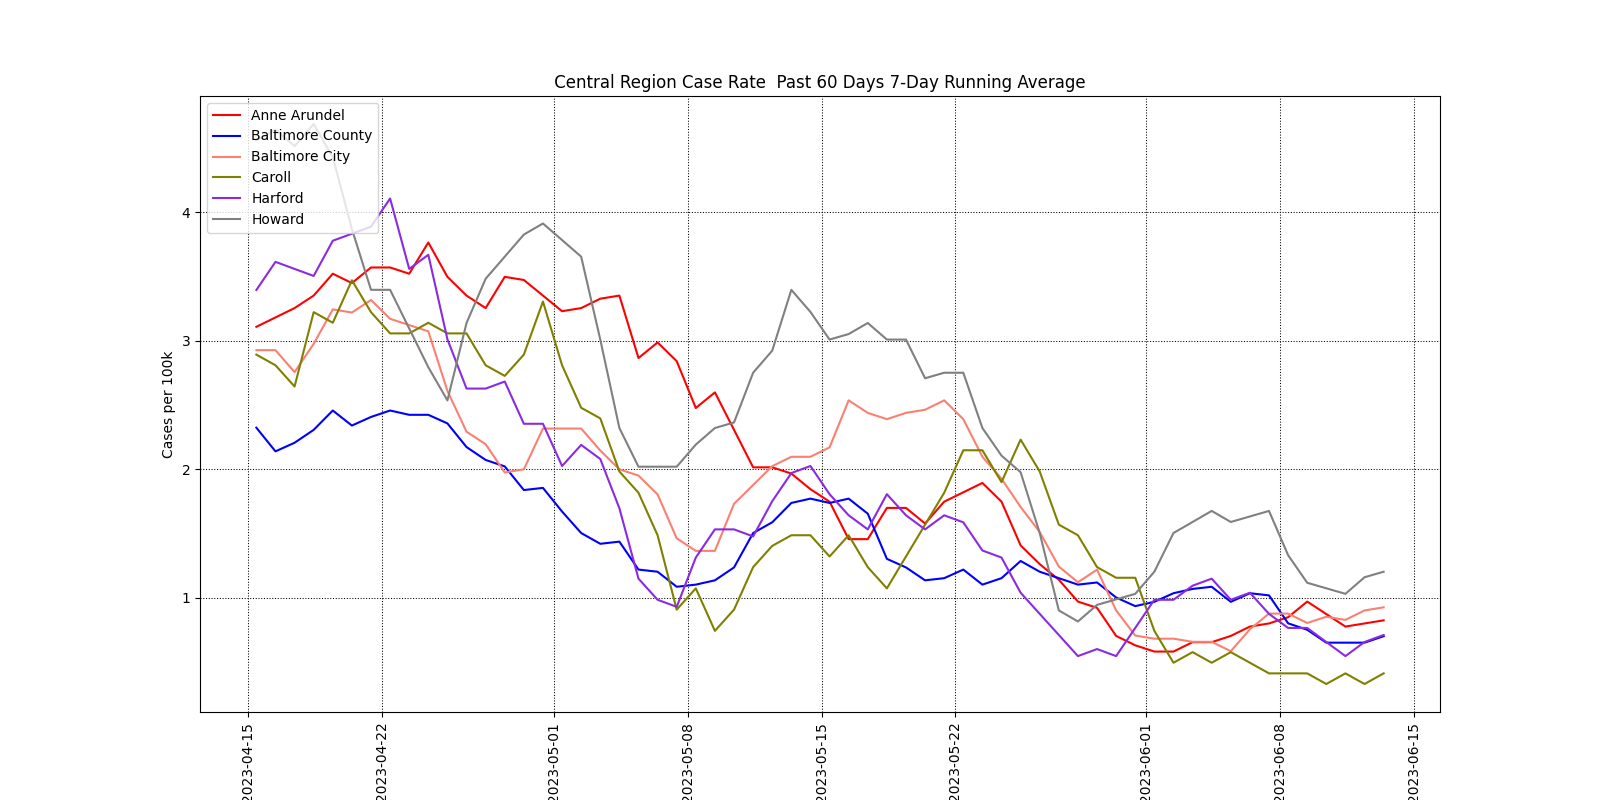 Central Region Case Rate  Past 60 Days 7-Day Running Average
Anne Arundel
Baltimore County
Baltimore City
Caroll
Harford
Howard
Cases per 100k
4
3
2
1
2023-04-15
2023-04-22
2023-05-01
2023-05-08
2023-05-15
2023-05-22
2023-06-01
2023-06-08
2023-06-15